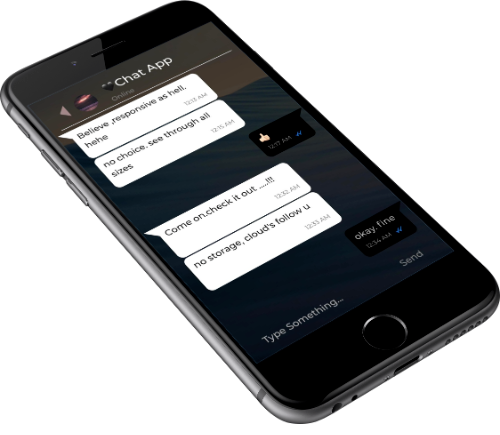 Chat App
Online
Believe ,responsive as hell.
hehe
12:13 AM
no choice. see through all
sizes
12:15 AM
12:17 AM
Come on.check it out .....!!!
12:32 AM
no storage, cloud's follow u
12:33 AM
okay. fine
12:34 AM
Type Something...
Send